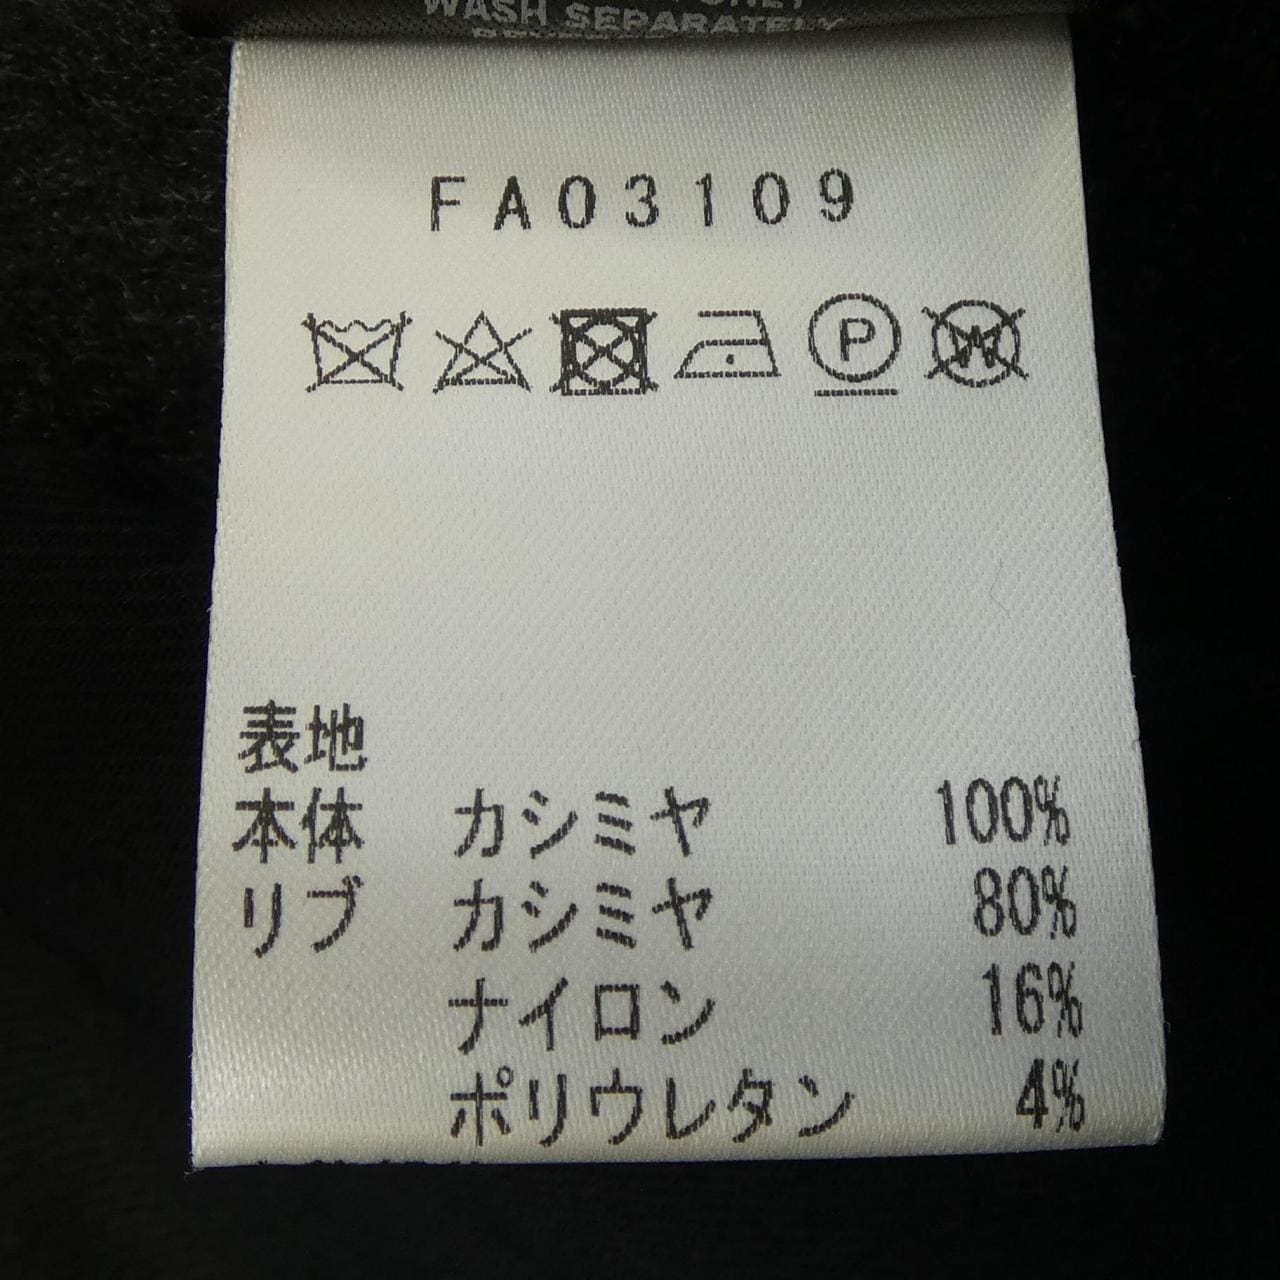 WASH SEPARATELY
FA03109
P
W
表地
本体 カシミヤ 100%
リブ カシミヤ 80%
ナイロン 16%
ポリウレタン 4%